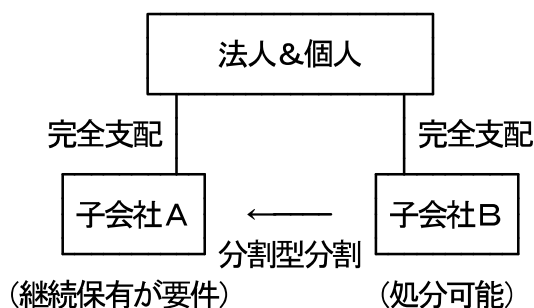 法人&個人
完全支配
完全支配
子会社A
子会社B
分割型分割
(継続保有が要件)
(処分可能)